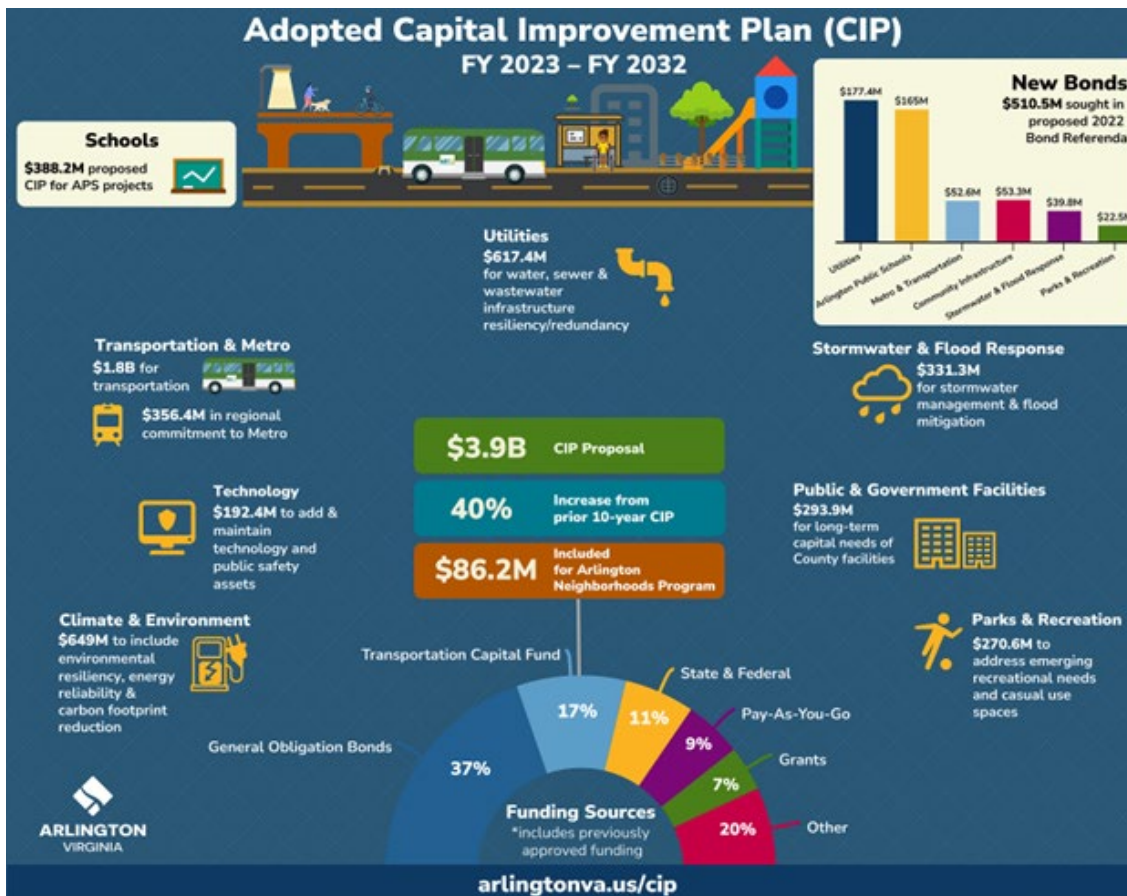 Adopted Capital Improvement Plan (CIP)
FY 2023 – FY 2032
Schools
$388.2M proposed
CIP for APS projects
New Bonds
$510.5M sought in
proposed 2022
Bond Referenda
$177.4M
$165M
$52.6M
$53.3M
$39.8M
$22.5M
Utilities
Arlington Public Schools
Metro & Transportation
Community Infrastructure
Stormwater & Flood Response
Parks & Recreation
Utilities
$617.4M
for water, sewer &
wastewater
infrastructure
resiliency/redundancy
Transportation & Metro
$1.8B for
transportation
$356.4M in regional
commitment to Metro
Stormwater & Flood Response
$331.3M
for stormwater
management & flood
mitigation
$3.9B CIP Proposal
40% Increase from
prior 10-year CIP
$86.2M Included
for Arlington
Neighborhoods Program
Technology
$192.4M to add &
maintain
technology and
public safety
assets
Public & Government Facilities
$293.9M
for long-term
capital needs of
County facilities
Climate & Environment
$649M to include
environmental
resiliency, energy
reliability &
carbon footprint
reduction
Parks & Recreation
$270.6M to
address emerging
recreational needs
and casual use
spaces
Transportation Capital Fund
State & Federal
Pay-As-You-Go
General Obligation Bonds
Grants
Other
37%
17%
11%
9%
7%
20%
Funding Sources
*includes previously
approved funding
ARLINGTON
VIRGINIA
arlingtonva.us/cip